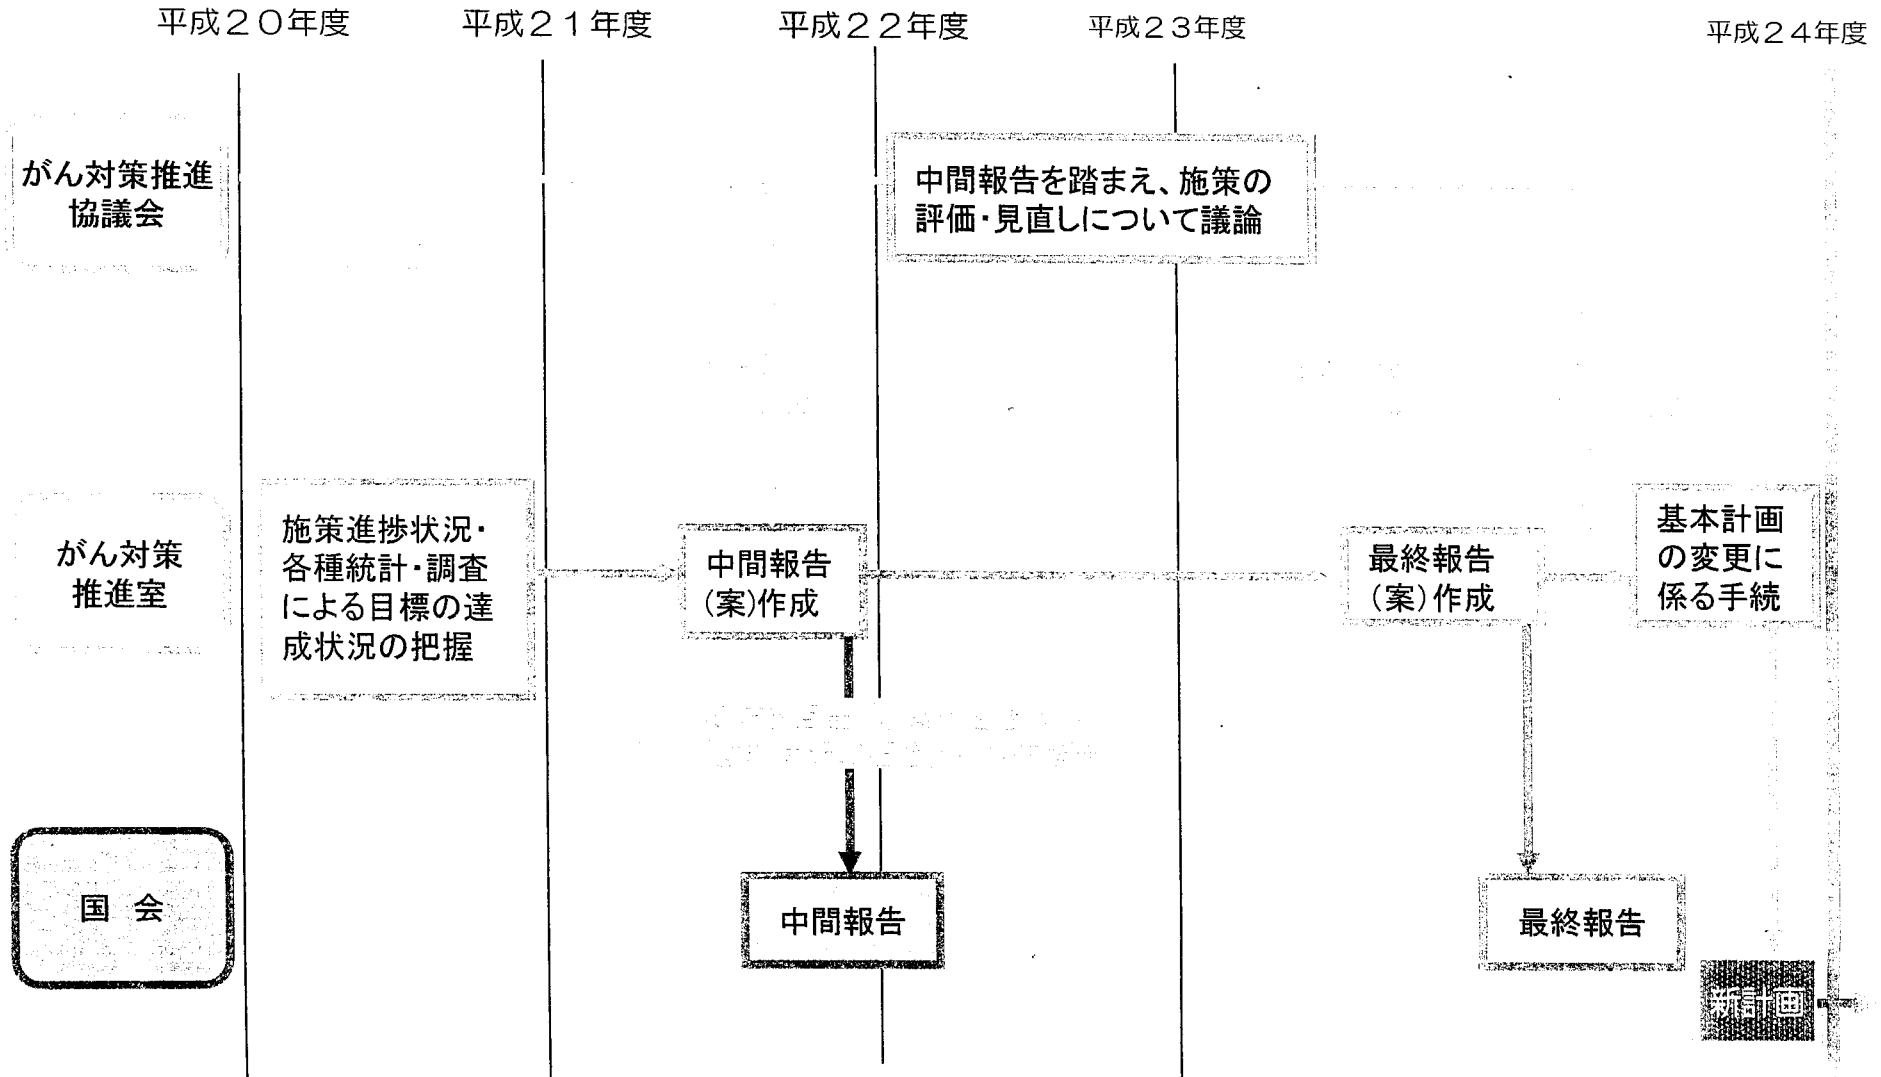 平成２０年度
平成２１年度
平成２２年度
平成２３年度
平成２４年度
がん対策推進
協議会
中間報告を踏まえ、施策の
評価・見直しについて議論
がん対策
推進室
施策進捗状況・
各種統計・調査
による目標の達
成状況の把握
中間報告
（案）作成
最終報告
（案）作成
基本計画
の変更に
係る手続
国　会
中間報告
最終報告
新計画